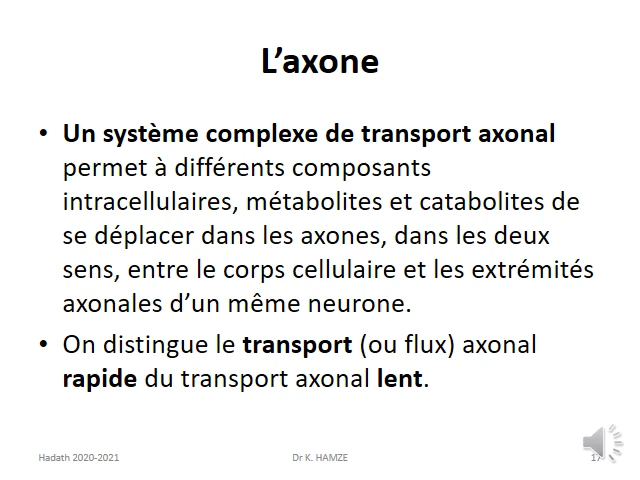 L’axone
• Un système complexe de transport axonal
permet à différents composants
intracellulaires, métabolites et catabolites de
se déplacer dans les axones, dans les deux
sens, entre le corps cellulaire et les extrémités
axonales d’un même neurone.
• On distingue le transport (ou flux) axonal
rapide du transport axonal lent.
Hadath 2020-2021
Dr K. HAMZE
17